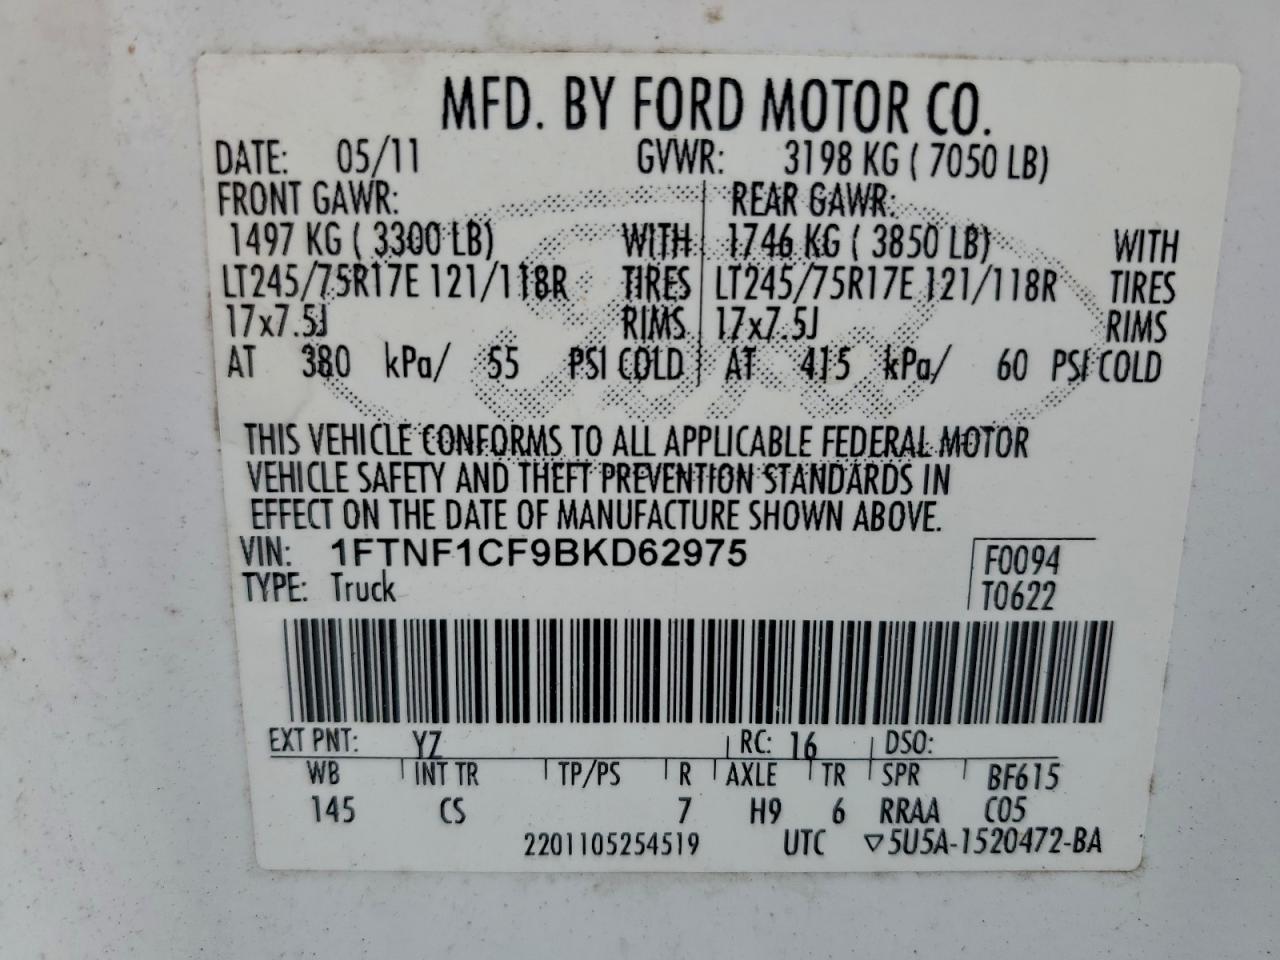 MFD. BY FORD MOTOR CO.
DATE: 05/11 GVWR: 3198 KG ( 7050 LB)
FRONT GAWR: REAR GAWR:
1497 KG ( 3300 LB) WITH 1746 KG ( 3850 LB) WITH
LT245/75R17E 121/118R TIRES LT245/75R17E 121/118R TIRES
17x7.5J RIMS 17x7.5J RIMS
AT 380 kPa/ 55 PSI COLD AT 415 kPa/ 60 PSI COLD
THIS VEHICLE CONFORMS TO ALL APPLICABLE FEDERAL MOTOR
VEHICLE SAFETY AND THEFT PREVENTION STANDARDS IN
EFFECT ON THE DATE OF MANUFACTURE SHOWN ABOVE.
VIN: 1FTNF1CF9BKD62975 F0094
TYPE: Truck T0622
EXT PNT: YZ RC: 16 DSO:
WB INT TR TP/PS R AXLE TR SPR BF615
145 CS 7 H9 6 RRAA C05
2201105254519 UTC ▽5U5A-1520472-BA